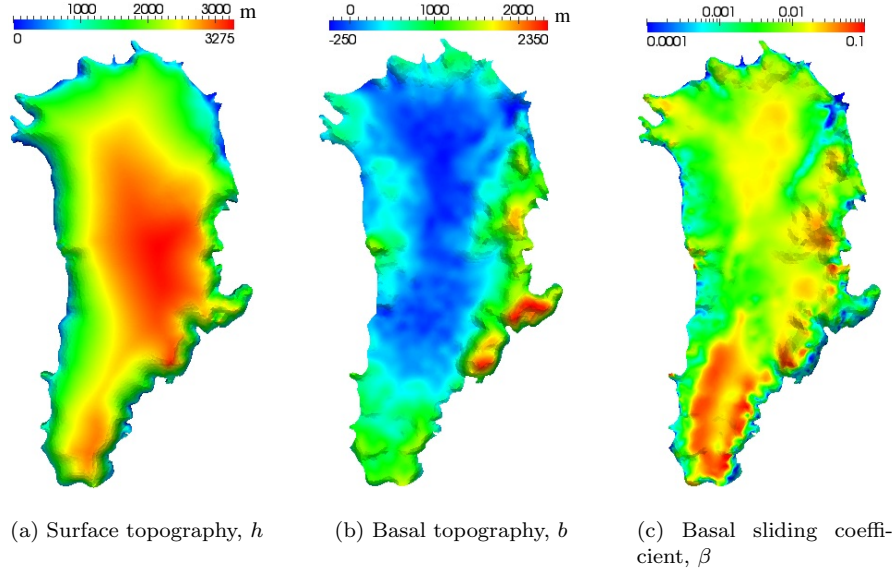 1000 2000 3000 m
0 3275
0 1000 2000 m
-250 2350
0.001 0.01
0.0001 0.1
(a) Surface topography, h
(b) Basal topography, b
(c) Basal sliding coeffi-
cient, β